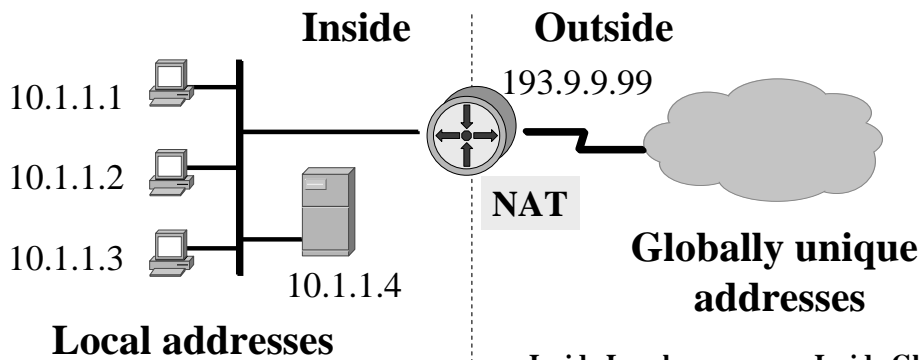 Inside
Outside
193.9.9.99
10.1.1.1
10.1.1.2
10.1.1.3
10.1.1.4
NAT
Globally unique
addresses
Local addresses